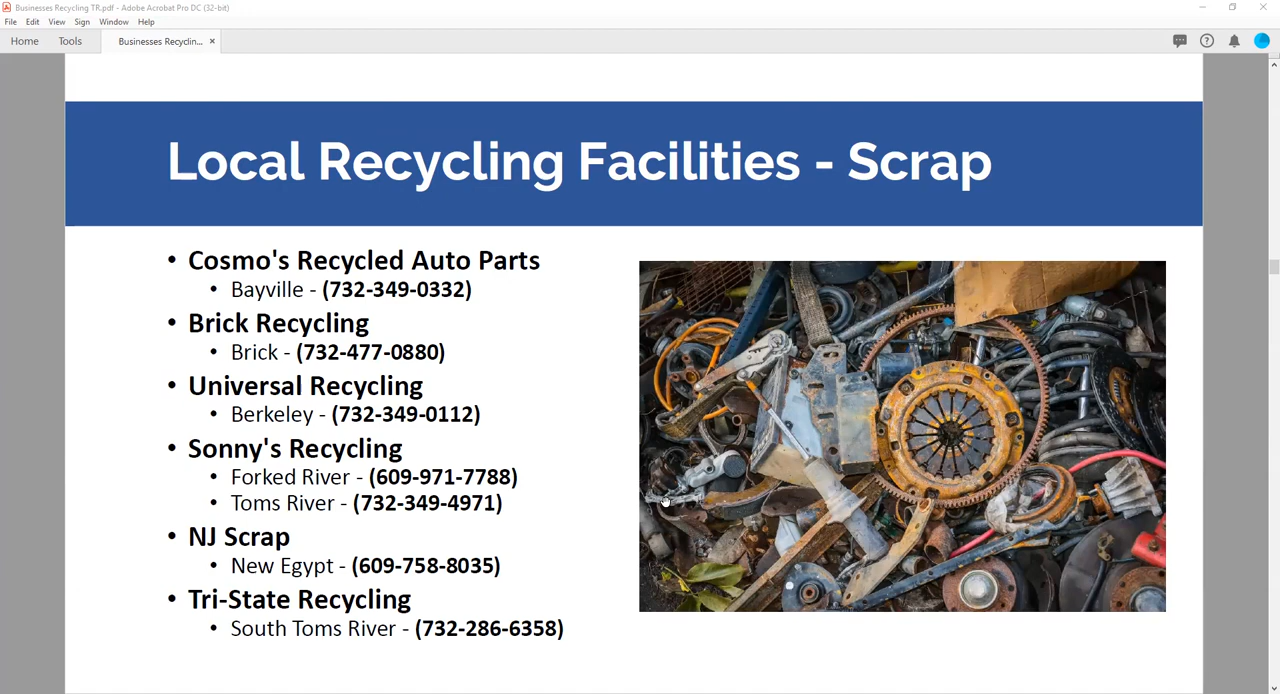 Businesses Recycling TR.pdf - Adobe Acrobat Pro DC (32-bit)
File Edit View Sign Window Help
Home Tools Businesses Recyclin... ×
Local Recycling Facilities - Scrap
• Cosmo's Recycled Auto Parts
• Bayville - (732-349-0332)
• Brick Recycling
• Brick - (732-477-0880)
• Universal Recycling
• Berkeley - (732-349-0112)
• Sonny's Recycling
• Forked River - (609-971-7788)
• Toms River - (732-349-4971)
• NJ Scrap
• New Egypt - (609-758-8035)
• Tri-State Recycling
• South Toms River - (732-286-6358)